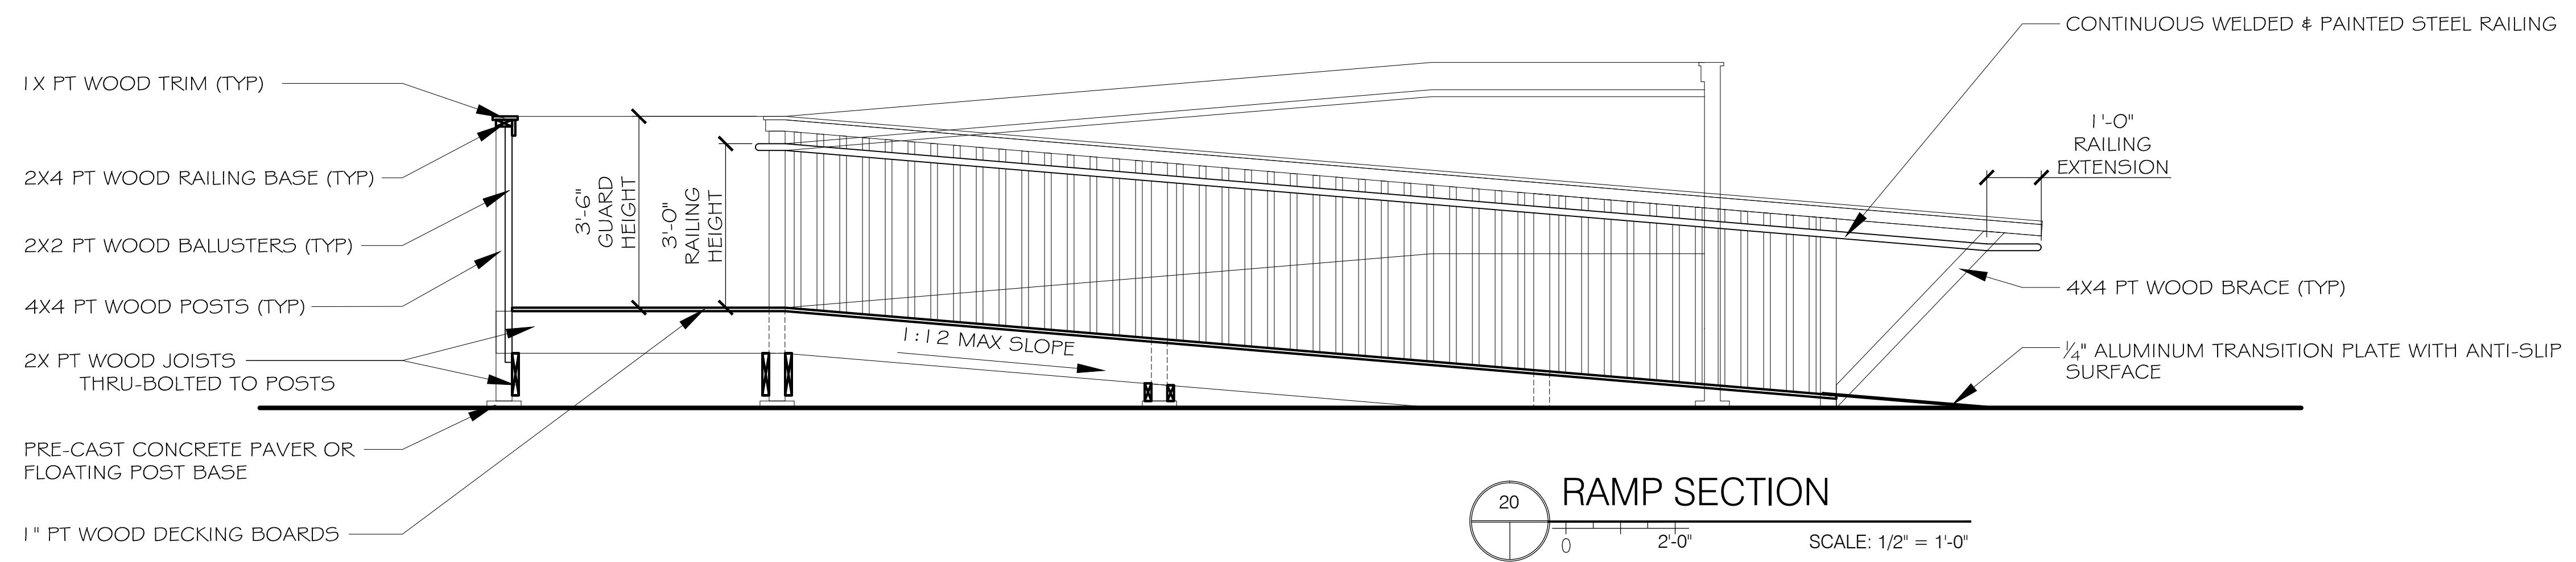 CONTINUOUS WELDED & PAINTED STEEL RAILING
1X PT WOOD TRIM (TYP)
2X4 PT WOOD RAILING BASE (TYP)
2X2 PT WOOD BALUSTERS (TYP)
4X4 PT WOOD POSTS (TYP)
2X PT WOOD JOISTS
THRU-BOLTED TO POSTS
PRE-CAST CONCRETE PAVER OR
FLOATING POST BASE
1" PT WOOD DECKING BOARDS
3'-6"
GUARD
HEIGHT
3'-0"
RAILING
HEIGHT
1:12 MAX SLOPE
1'-0"
RAILING
EXTENSION
4X4 PT WOOD BRACE (TYP)
1/4" ALUMINUM TRANSITION PLATE WITH ANTI-SLIP
SURFACE
20
RAMP SECTION
0
2'-0"
SCALE: 1/2" = 1'-0"